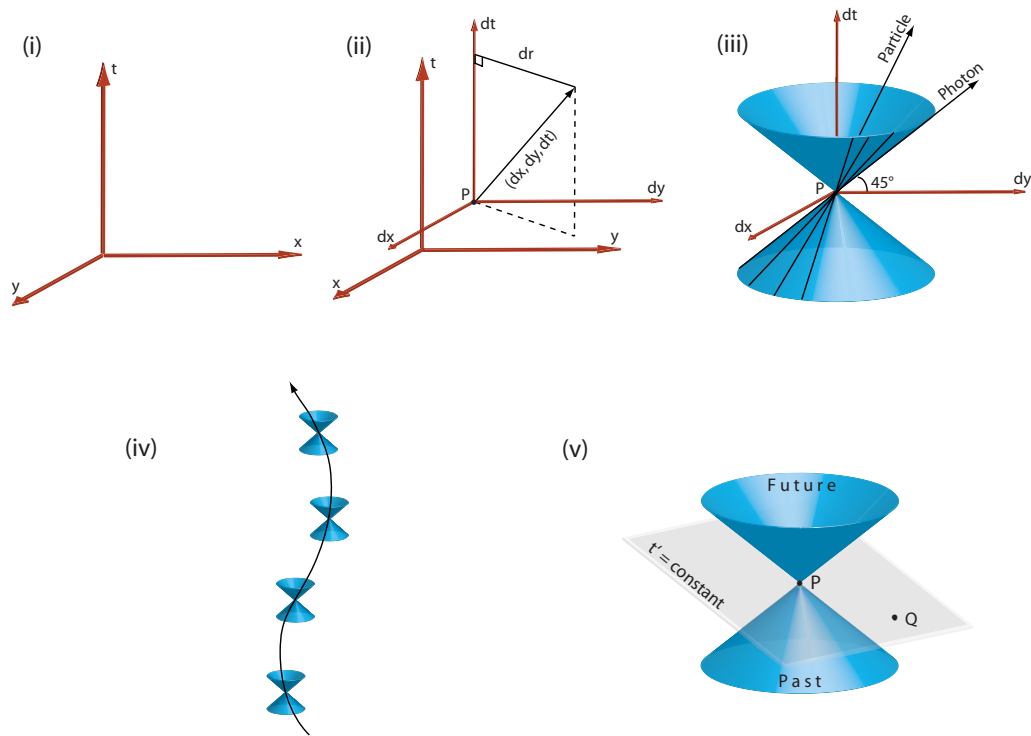 (i)
t
x
y
(ii)
dt
t
dr
(dx, dy, dt)
P
dy
dx
y
x
(iii)
dt
Particle
Photon
P
45°
dy
dx
(iv)
(v)
Future
t' = constant
P
Q
Past